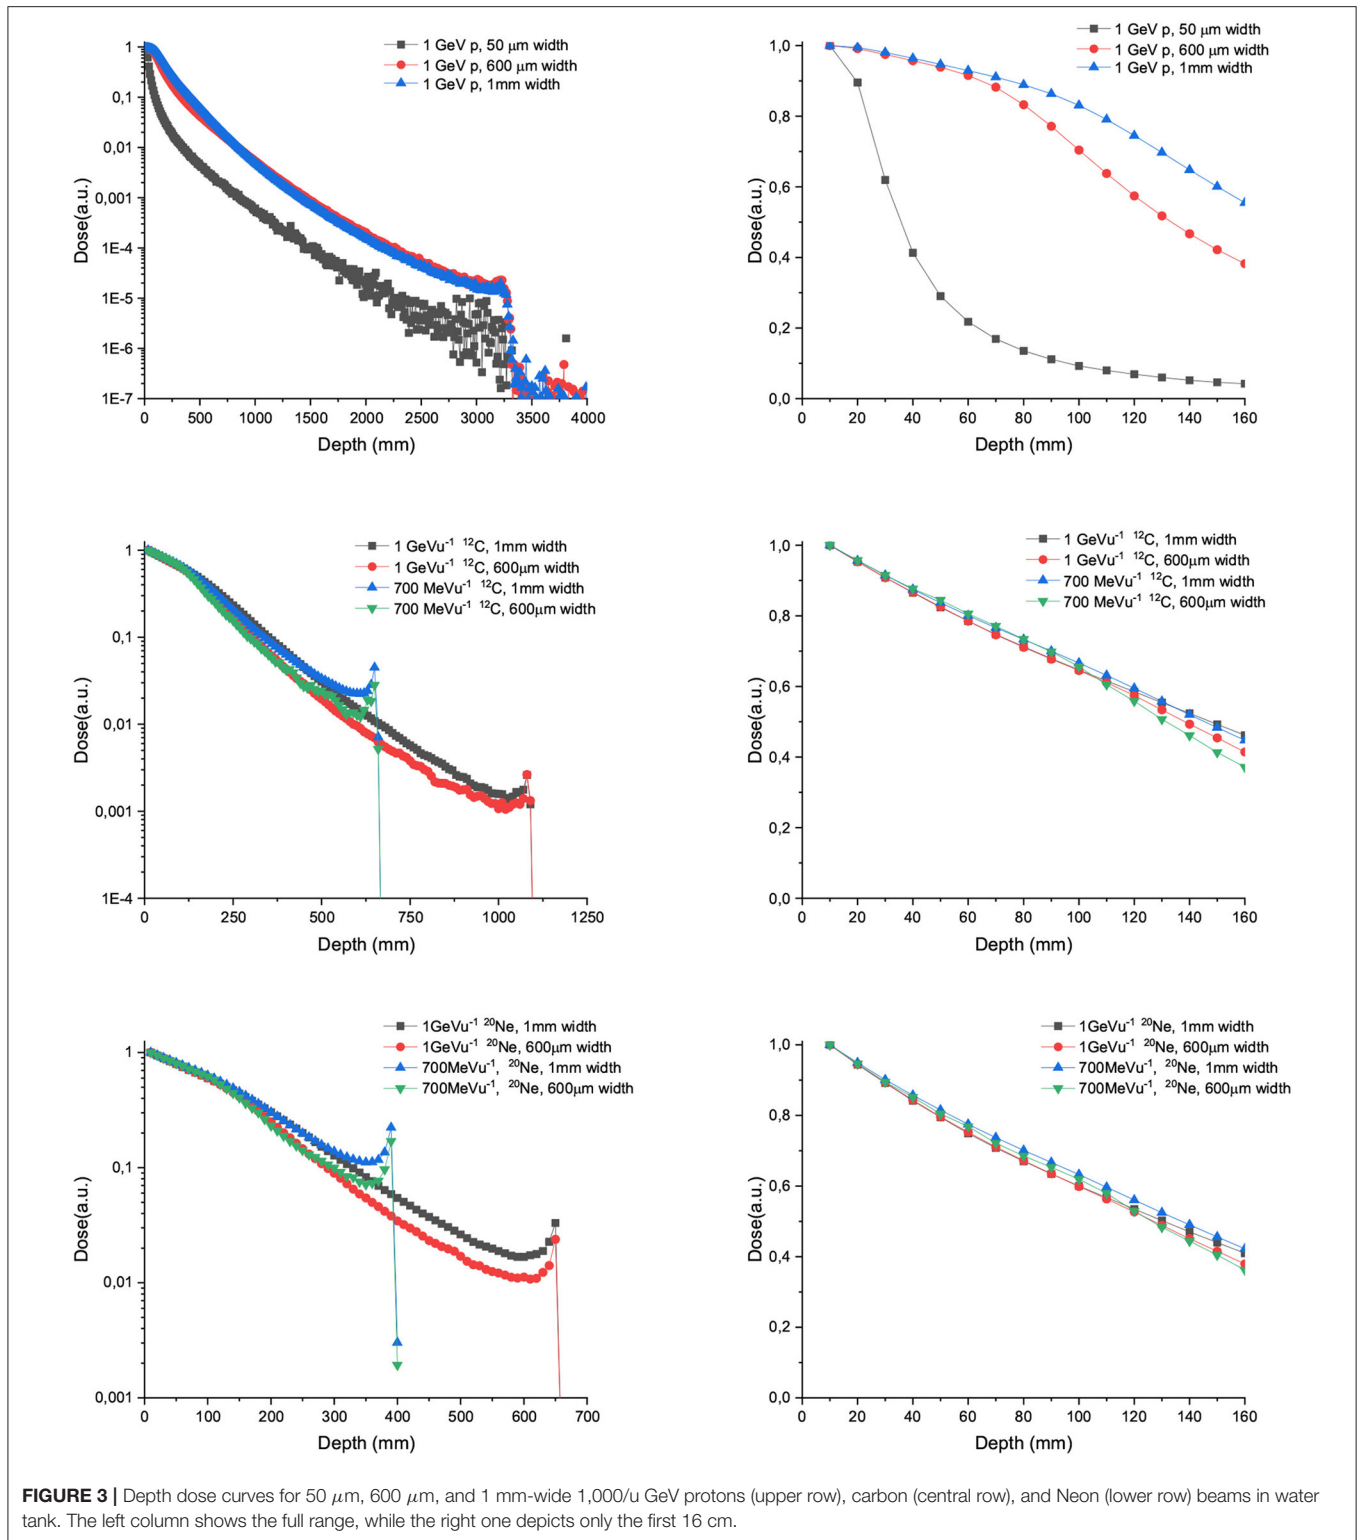 1 GeV p, 50 μm width
1 GeV p, 600 μm width
1 GeV p, 1mm width
1
0,1
0,01
0,001
1E-4
1E-5
1E-6
1E-7
Dose(a.u.)
0 500 1000 1500 2000 2500 3000 3500 4000
Depth (mm)
1 GeV p, 50 μm width
1 GeV p, 600 μm width
1 GeV p, 1mm width
1,0
0,8
0,6
0,4
0,2
0,0
Dose(a.u.)
0 20 40 60 80 100 120 140 160
Depth (mm)
1 GeVu⁻¹ ¹²C, 1mm width
1 GeVu⁻¹ ¹²C, 600μm width
700 MeVu⁻¹ ¹²C, 1mm width
700 MeVu⁻¹ ¹²C, 600μm width
1
0,1
0,01
0,001
1E-4
Dose(a.u.)
0 250 500 750 1000 1250
Depth (mm)
1 GeVu⁻¹ ¹²C, 1mm width
1 GeVu⁻¹ ¹²C, 600μm width
700 MeVu⁻¹ ¹²C, 1mm width
700 MeVu⁻¹ ¹²C, 600μm width
1,0
0,8
0,6
0,4
0,2
0,0
Dose(a.u.)
0 20 40 60 80 100 120 140 160
Depth (mm)
1GeVu⁻¹ ²⁰Ne, 1mm width
1GeVu⁻¹ ²⁰Ne, 600μm width
700MeVu⁻¹, ²⁰Ne, 1mm width
700MeVu⁻¹, ²⁰Ne, 600μm width
1
0,1
0,01
0,001
Dose(a.u.)
0 100 200 300 400 500 600 700
Depth (mm)
1GeVu⁻¹ ²⁰Ne, 1mm width
1GeVu⁻¹ ²⁰Ne, 600μm width
700MeVu⁻¹, ²⁰Ne, 1mm width
700MeVu⁻¹, ²⁰Ne, 600μm width
1,0
0,8
0,6
0,4
0,2
0,0
Dose(a.u.)
0 20 40 60 80 100 120 140 160
Depth (mm)
FIGURE 3 | Depth dose curves for 50 μm, 600 μm, and 1 mm-wide 1,000/u GeV protons (upper row), carbon (central row), and Neon (lower row) beams in water
tank. The left column shows the full range, while the right one depicts only the first 16 cm.